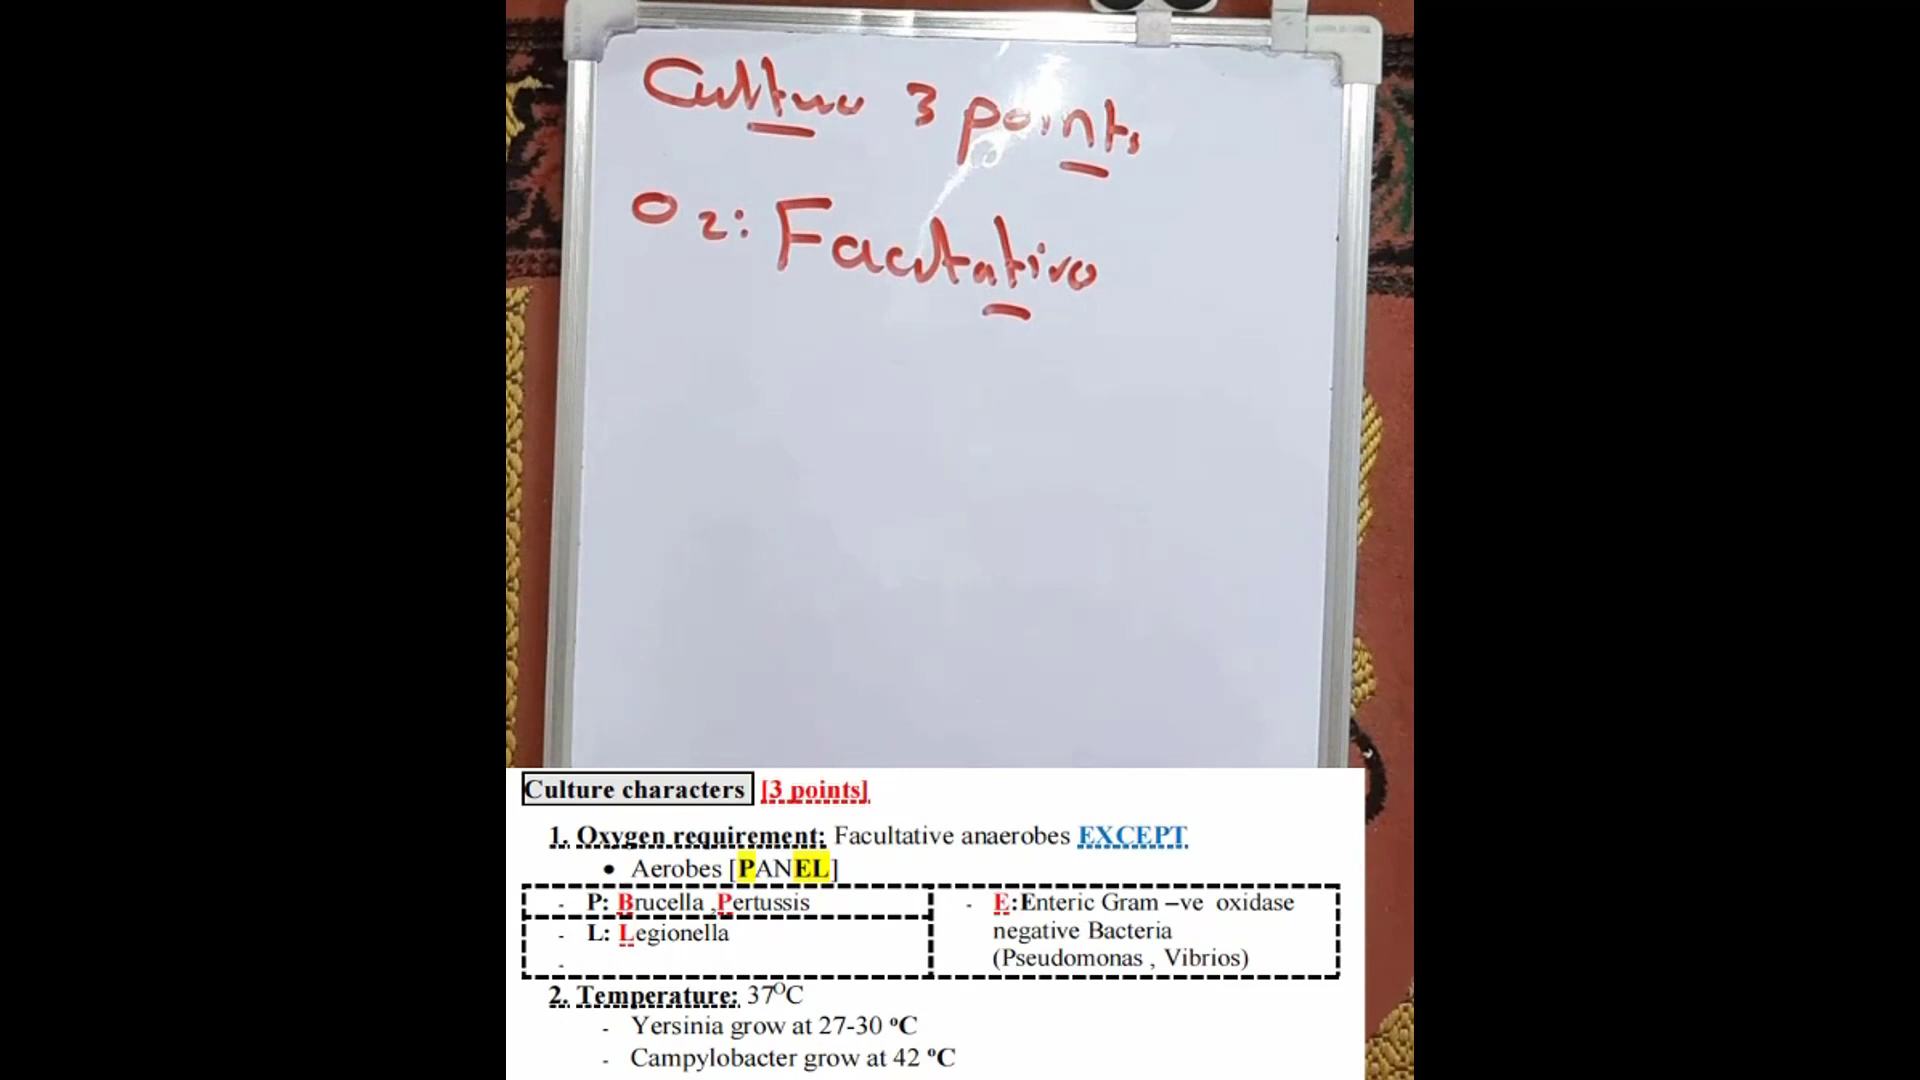 Culture 3 points
O2: Facultative
Culture characters [3 points]
1. Oxygen requirement: Facultative anaerobes EXCEPT
• Aerobes [PANEL]
- P: Brucella ,Pertussis
- L: Legionella
-
- E:Enteric Gram –ve oxidase
negative Bacteria
(Pseudomonas , Vibrios)
2. Temperature: 37OC
- Yersinia grow at 27-30 oC
- Campylobacter grow at 42 oC